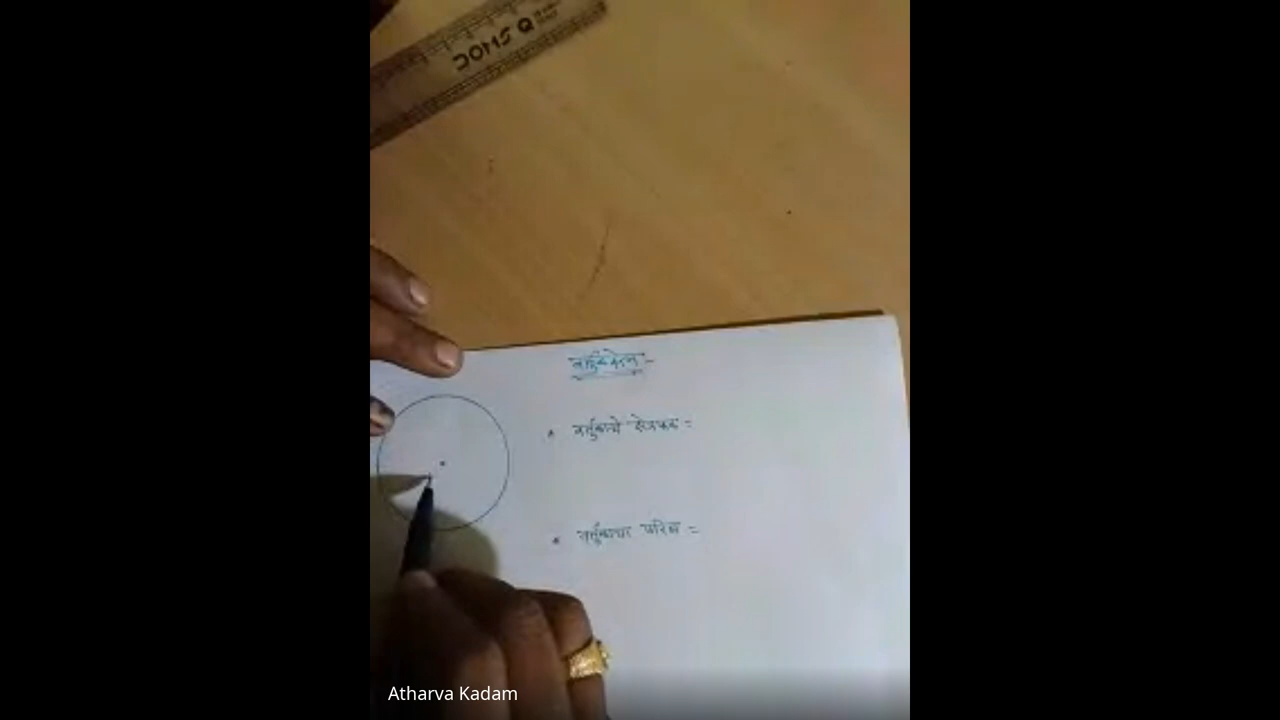 DOMS Q
वर्तुळाचे क्षेत्रफळ =
वर्तुळाचा परिघ =
Atharva Kadam